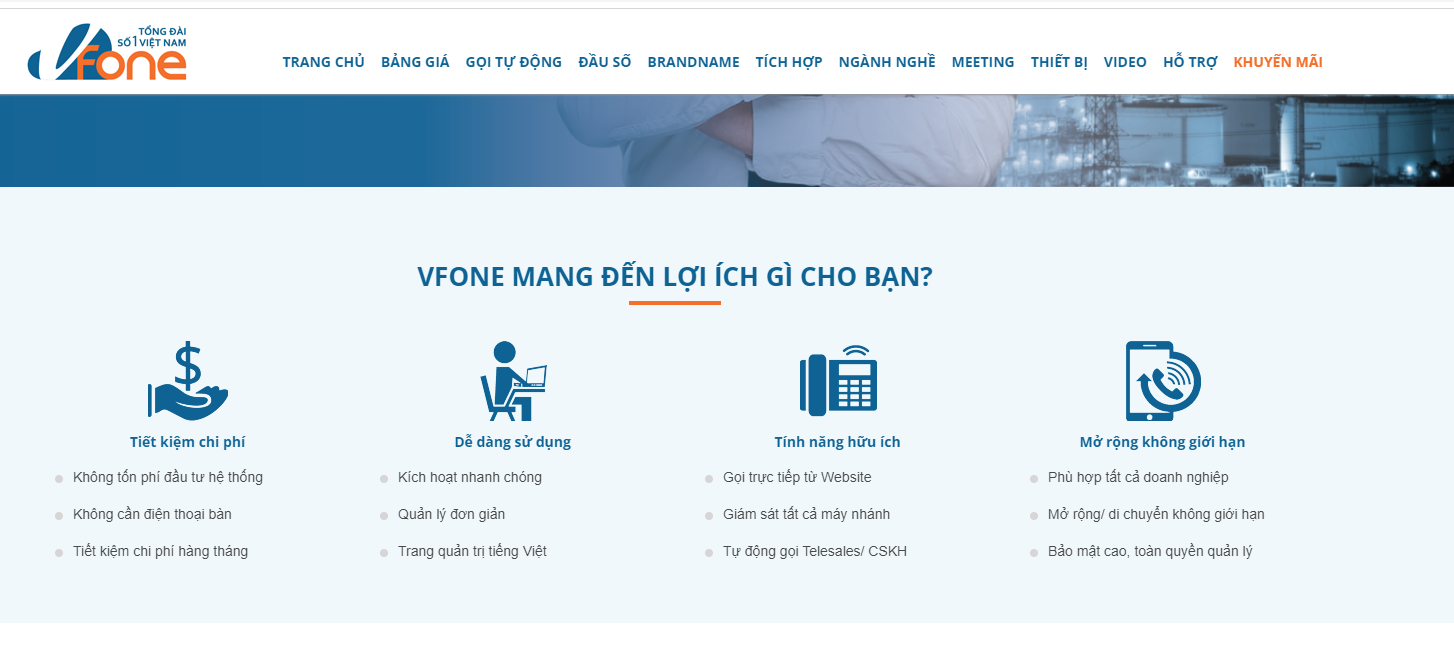 TỔNG ĐÀI
SỐ 1 VIỆT NAM
Vfone
TRANG CHỦ BẢNG GIÁ GỌI TỰ ĐỘNG ĐẦU SỐ BRANDNAME TÍCH HỢP NGÀNH NGHỀ MEETING THIẾT BỊ VIDEO HỖ TRỢ KHUYẾN MÃI
VFONE MANG ĐẾN LỢI ÍCH GÌ CHO BẠN?
Tiết kiệm chi phí
Không tốn phí đầu tư hệ thống
Không cần điện thoại bàn
Tiết kiệm chi phí hàng tháng
Dễ dàng sử dụng
Kích hoạt nhanh chóng
Quản lý đơn giản
Trang quản trị tiếng Việt
Tính năng hữu ích
Gọi trực tiếp từ Website
Giám sát tất cả máy nhánh
Tự động gọi Telesales/ CSKH
Mở rộng không giới hạn
Phù hợp tất cả doanh nghiệp
Mở rộng/ di chuyển không giới hạn
Bảo mật cao, toàn quyền quản lý